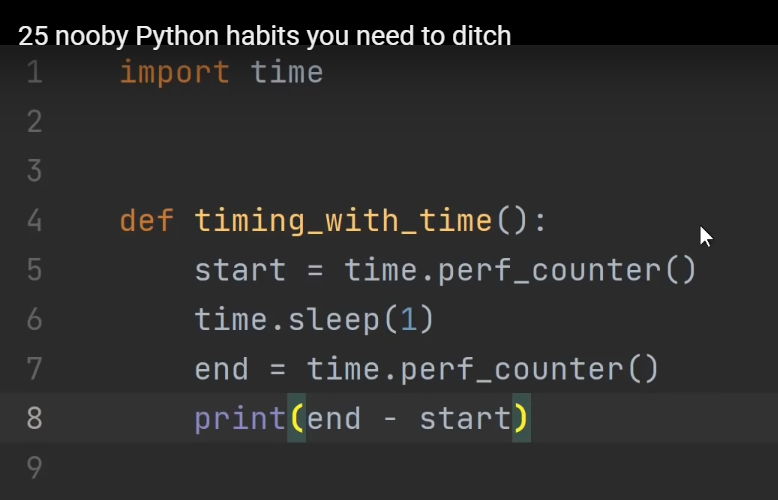 25 nooby Python habits you need to ditch
1 import time
2
3
4 def timing_with_time():
5     start = time.perf_counter()
6     time.sleep(1)
7     end = time.perf_counter()
8     print(end - start)
9